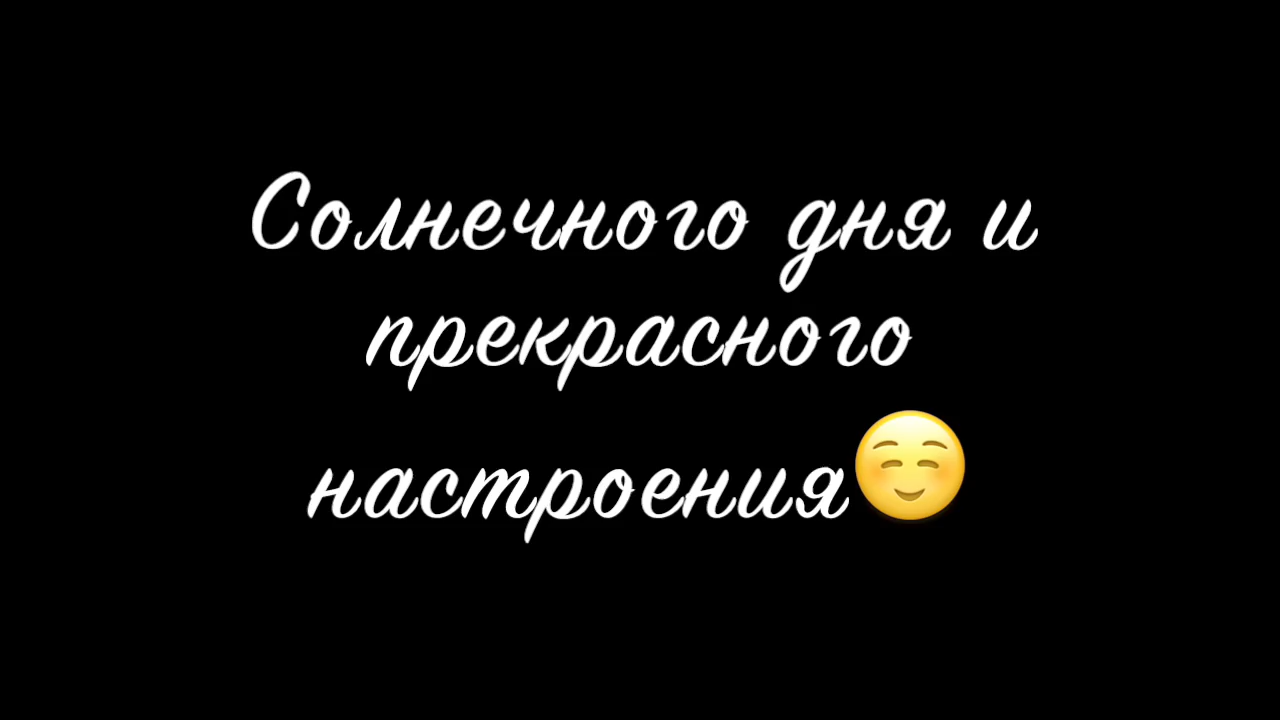 Солнечного дня и
прекрасного
настроения☺️